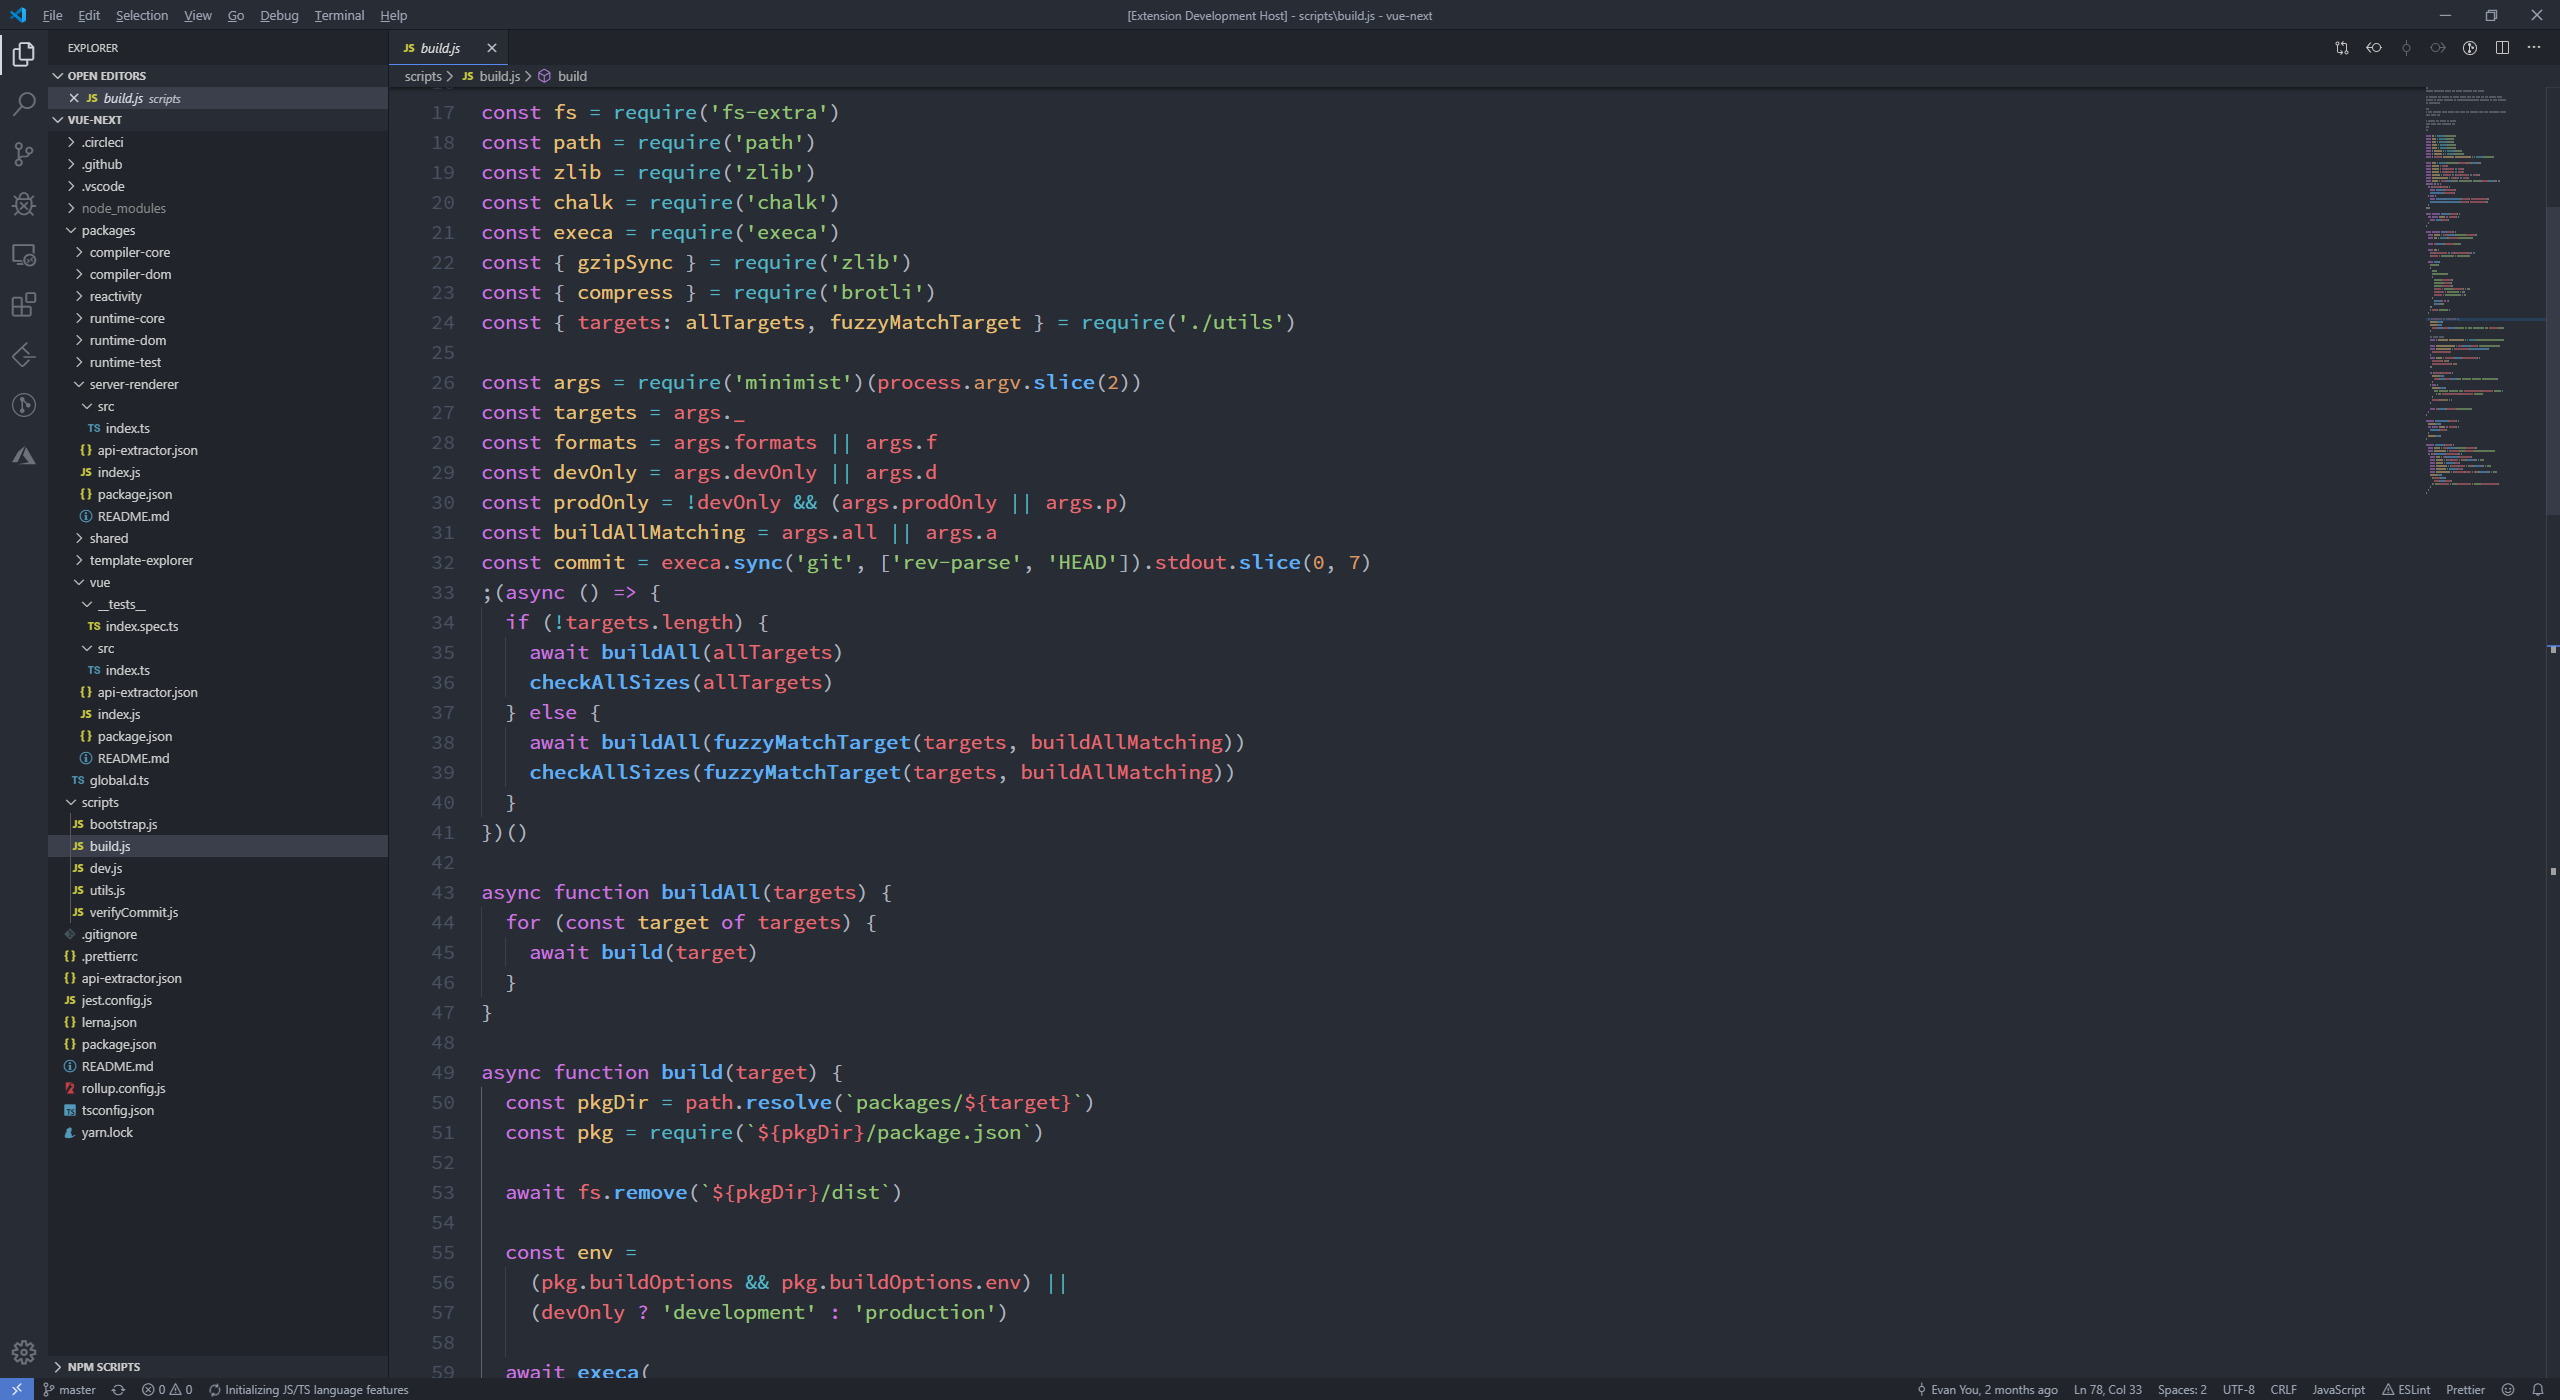 File Edit Selection View Go Debug Terminal Help
[Extension Development Host] - scripts\build.js - vue-next
EXPLORER
OPEN EDITORS
JS build.js scripts
VUE-NEXT
.circleci
.github
.vscode
node_modules
packages
compiler-core
compiler-dom
reactivity
runtime-core
runtime-dom
runtime-test
server-renderer
src
TS index.ts
{} api-extractor.json
JS index.js
{} package.json
README.md
shared
template-explorer
vue
__tests__
TS index.spec.ts
src
TS index.ts
{} api-extractor.json
JS index.js
{} package.json
README.md
TS global.d.ts
scripts
JS bootstrap.js
JS build.js
JS dev.js
JS utils.js
JS verifyCommit.js
.gitignore
{} .prettierrc
{} api-extractor.json
JS jest.config.js
{} lerna.json
{} package.json
README.md
rollup.config.js
TS tsconfig.json
yarn.lock
NPM SCRIPTS
JS build.js
scripts > JS build.js > build
17 const fs = require('fs-extra')
18 const path = require('path')
19 const zlib = require('zlib')
20 const chalk = require('chalk')
21 const execa = require('execa')
22 const { gzipSync } = require('zlib')
23 const { compress } = require('brotli')
24 const { targets: allTargets, fuzzyMatchTarget } = require('./utils')
25
26 const args = require('minimist')(process.argv.slice(2))
27 const targets = args._
28 const formats = args.formats || args.f
29 const devOnly = args.devOnly || args.d
30 const prodOnly = !devOnly && (args.prodOnly || args.p)
31 const buildAllMatching = args.all || args.a
32 const commit = execa.sync('git', ['rev-parse', 'HEAD']).stdout.slice(0, 7)
33 ;(async () => {
34   if (!targets.length) {
35     await buildAll(allTargets)
36     checkAllSizes(allTargets)
37   } else {
38     await buildAll(fuzzyMatchTarget(targets, buildAllMatching))
39     checkAllSizes(fuzzyMatchTarget(targets, buildAllMatching))
40   }
41 })()
42
43 async function buildAll(targets) {
44   for (const target of targets) {
45     await build(target)
46   }
47 }
48
49 async function build(target) {
50   const pkgDir = path.resolve(`packages/${target}`)
51   const pkg = require(`${pkgDir}/package.json`)
52
53   await fs.remove(`${pkgDir}/dist`)
54
55   const env =
56     (pkg.buildOptions && pkg.buildOptions.env) ||
57     (devOnly ? 'development' : 'production')
58
59   await execa(
master 0 0 Initializing JS/TS language features
Evan You, 2 months ago Ln 78, Col 33 Spaces: 2 UTF-8 CRLF JavaScript ESLint Prettier